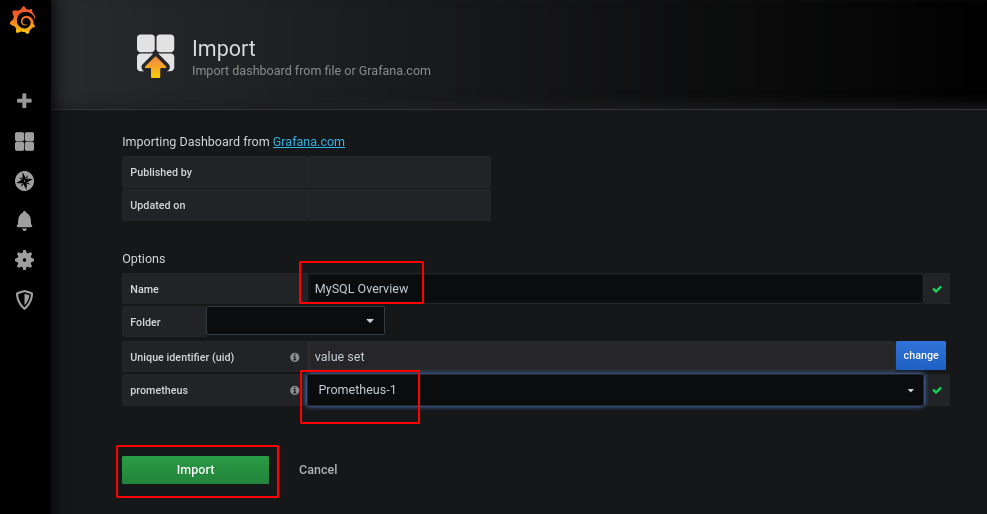 Import
Import dashboard from file or Grafana.com
Importing Dashboard from Grafana.com
Published by
Updated on
Options
Name MySQL Overview
Folder
Unique identifier (uid) value set change
prometheus Prometheus-1
Import Cancel